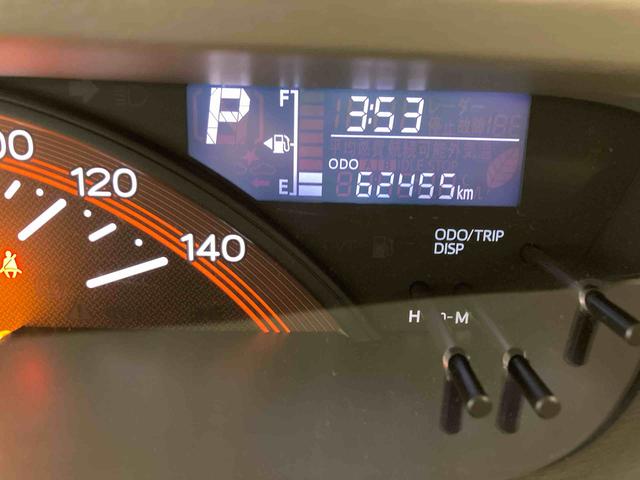 P
F
3:53
ODO
E
62455km
120
140
ODO/TRIP
DISP
H
M